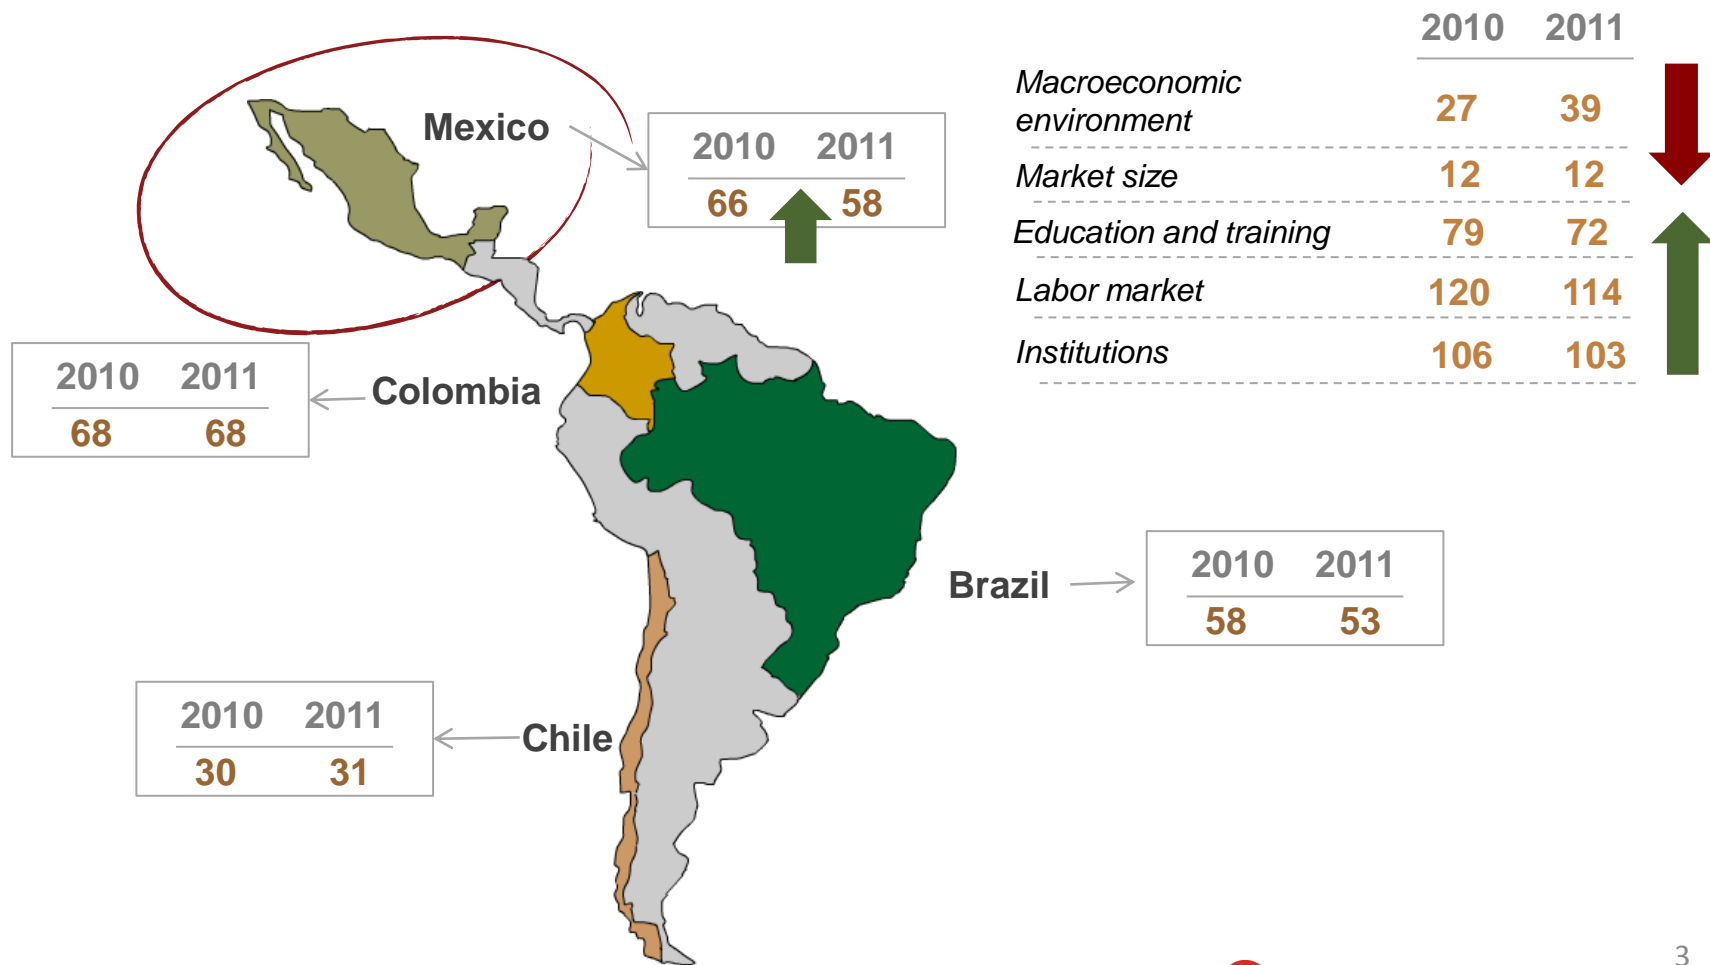 2010 2011
Macroeconomic
environment
27 39
Market size 12 12
Education and training 79 72
Labor market 120 114
Institutions 106 103
Mexico
2010 2011
66 58
Colombia
2010 2011
68 68
Brazil
2010 2011
58 53
Chile
2010 2011
30 31
3